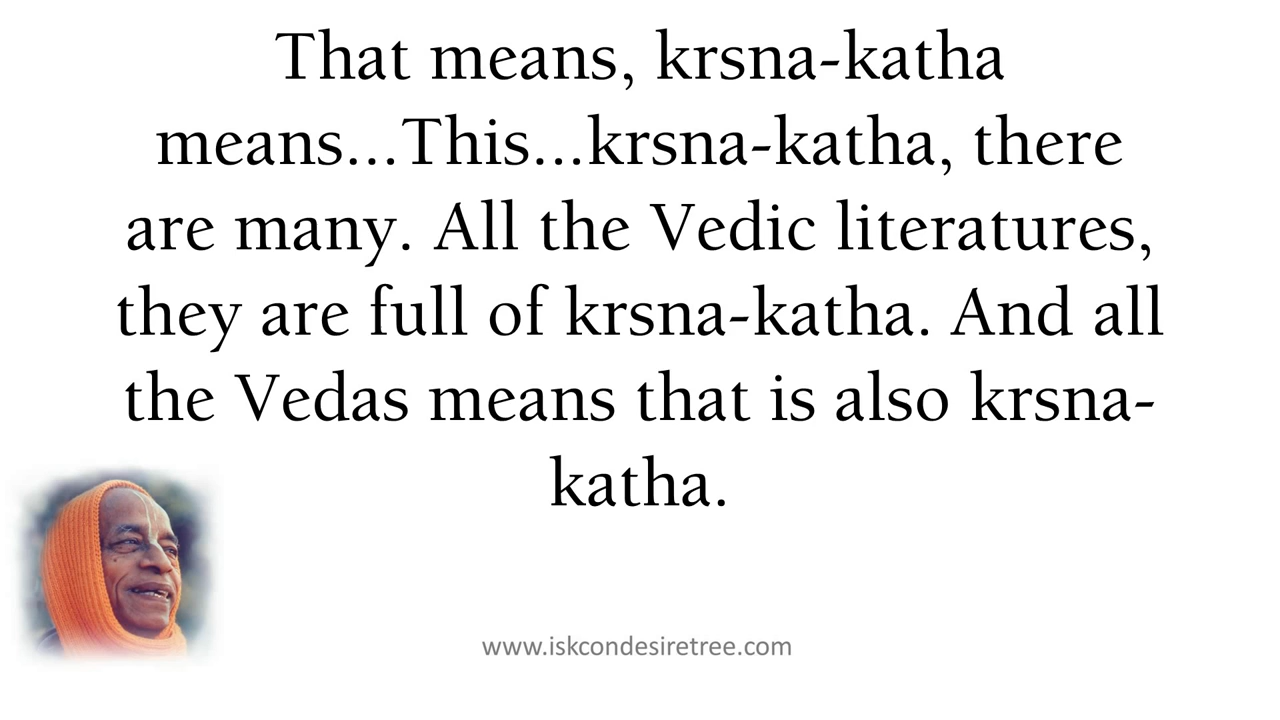 That means, krsna-katha
means...This...krsna-katha, there
are many. All the Vedic literatures,
they are full of krsna-katha. And all
the Vedas means that is also krsna-
katha.
www.iskcondesiretree.com